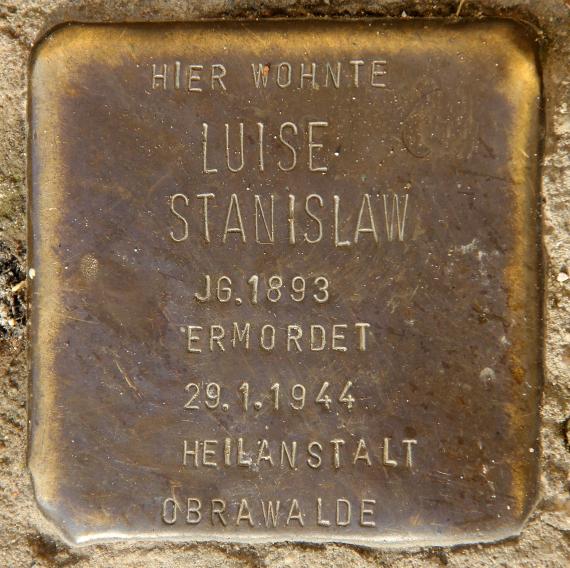 HIER WOHNTE
LUISE
STANISLAW
JG.1893
ERMORDET
29.1.1944
HEILANSTALT
OBRAWALDE